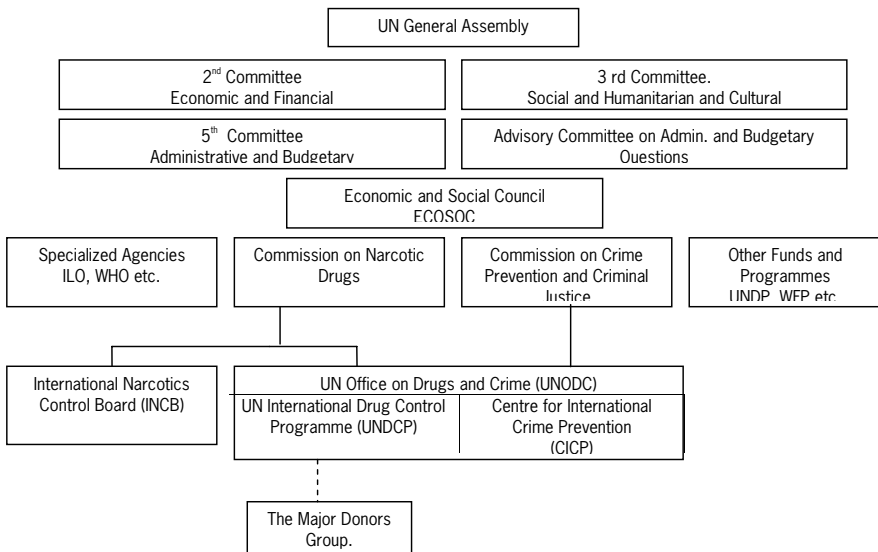 UN General Assembly
2nd Committee
Economic and Financial
3 rd Committee.
Social and Humanitarian and Cultural
5th Committee
Administrative and Budgetary
Advisory Committee on Admin. and Budgetary
Questions
Economic and Social Council
ECOSOC
Specialized Agencies
ILO, WHO etc.
Commission on Narcotic
Drugs
Commission on Crime
Prevention and Criminal
Justice
Other Funds and
Programmes
UNDP, WFP etc
International Narcotics
Control Board (INCB)
UN Office on Drugs and Crime (UNODC)
UN International Drug Control
Programme (UNDCP)
Centre for International
Crime Prevention
(CICP)
The Major Donors
Group.